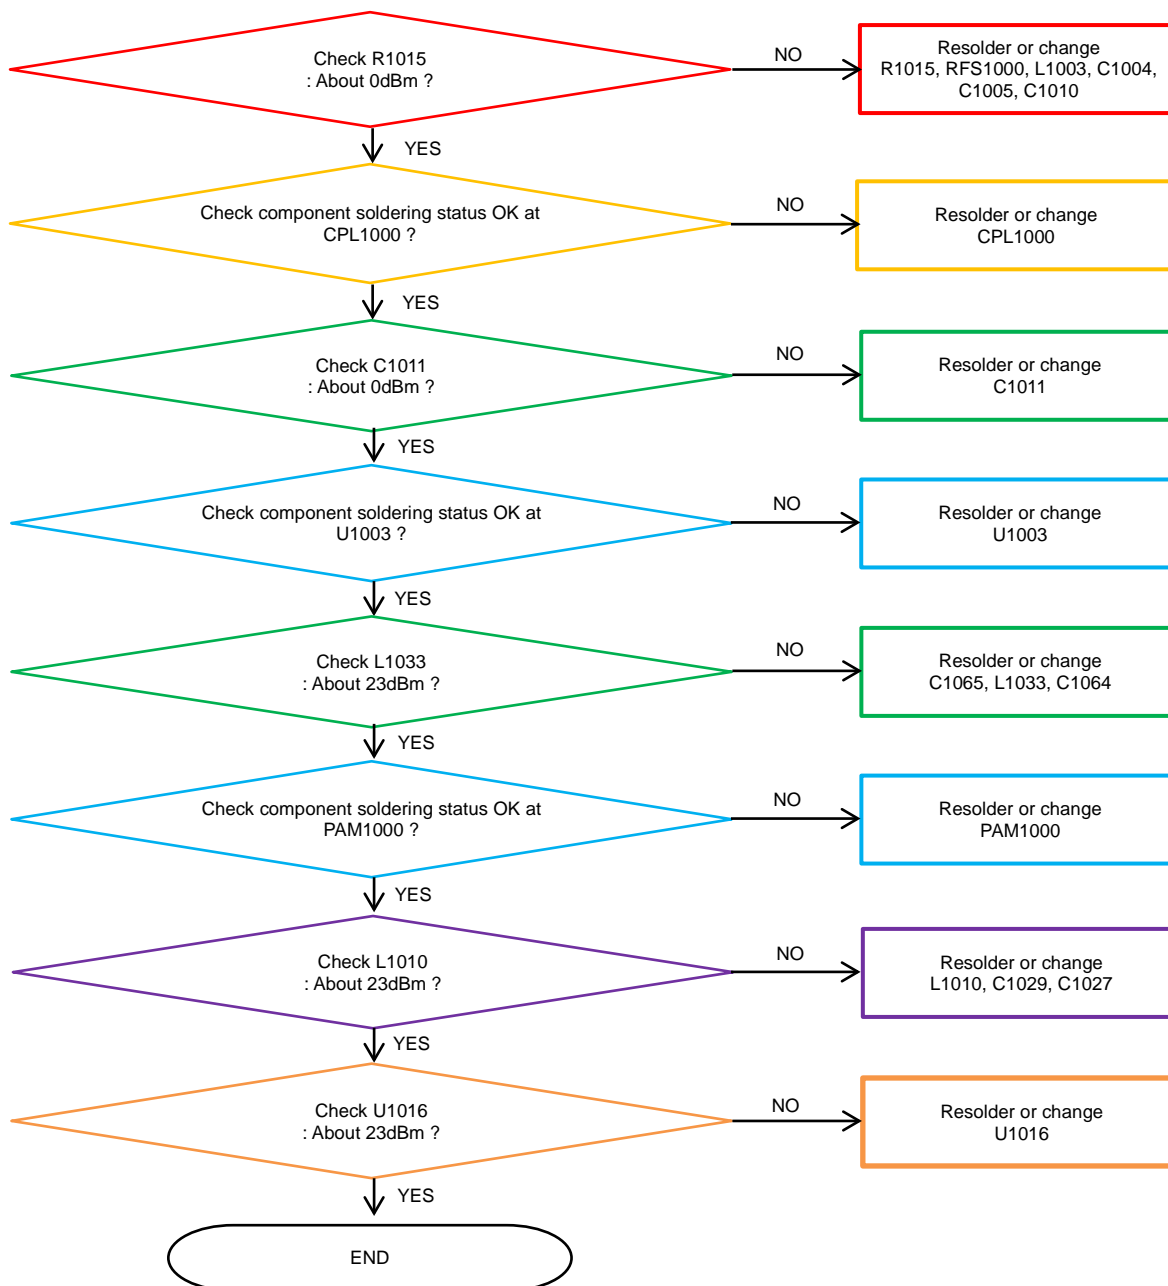 Check R1015
: About 0dBm ?
NO
Resolder or change
R1015, RFS1000, L1003, C1004,
C1005, C1010
YES
Check component soldering status OK at
CPL1000 ?
NO
Resolder or change
CPL1000
YES
Check C1011
: About 0dBm ?
NO
Resolder or change
C1011
YES
Check component soldering status OK at
U1003 ?
NO
Resolder or change
U1003
YES
Check L1033
: About 23dBm ?
NO
Resolder or change
C1065, L1033, C1064
YES
Check component soldering status OK at
PAM1000 ?
NO
Resolder or change
PAM1000
YES
Check L1010
: About 23dBm ?
NO
Resolder or change
L1010, C1029, C1027
YES
Check U1016
: About 23dBm ?
NO
Resolder or change
U1016
YES
END